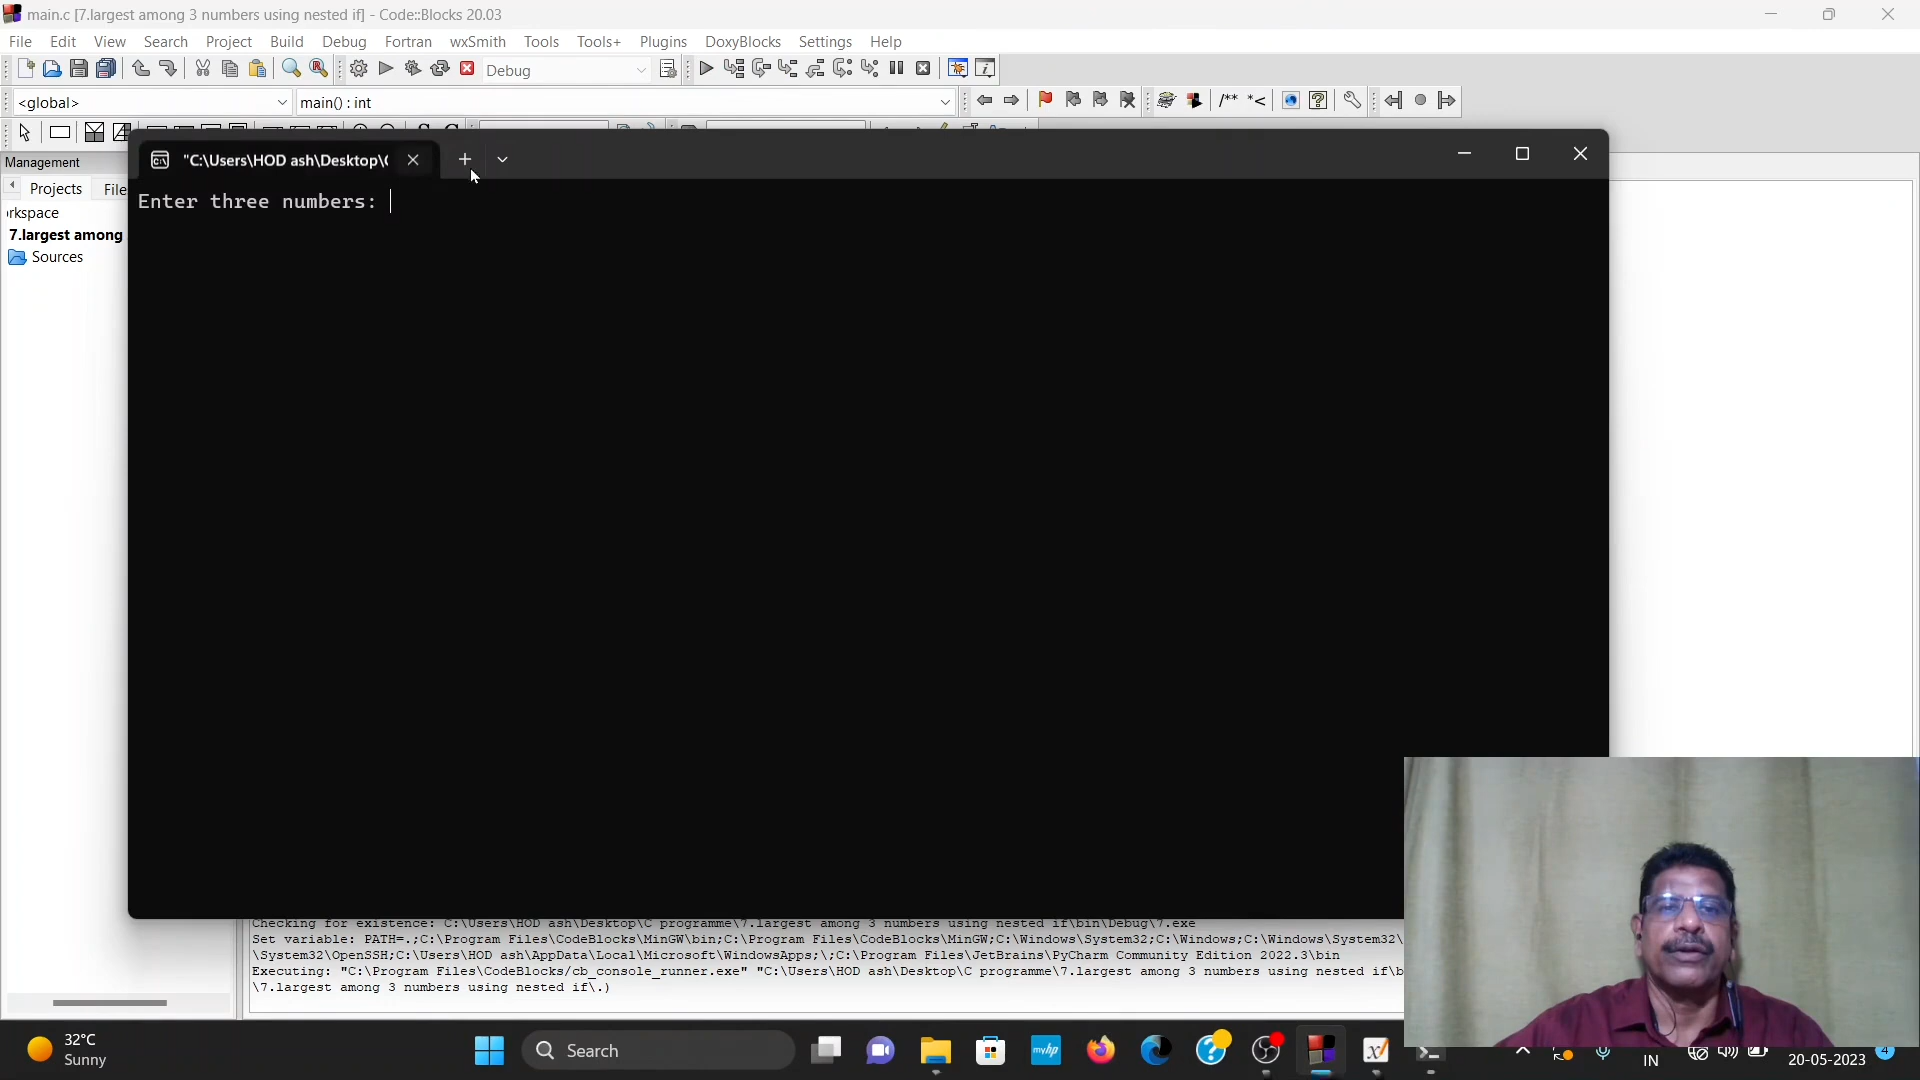 main.c [7.largest among 3 numbers using nested if] - Code::Blocks 20.03
File Edit View Search Project Build Debug Fortran wxSmith Tools Tools+ Plugins DoxyBlocks Settings Help
Debug
<global> main() : int
/** *<
Management
"C:\Users\HOD ash\Desktop\
Projects File
Enter three numbers:
rkspace
7.largest among
Sources
Checking for existence: C:\Users\HOD ash\Desktop\C programme\7.largest among 3 numbers using nested if\bin\Debug\7.exe
Set variable: PATH=.;C:\Program Files\CodeBlocks\MinGW\bin;C:\Program Files\CodeBlocks\MinGW;C:\Windows\System32;C:\Windows;C:\Windows\System32\
\System32\OpenSSH;C:\Users\HOD ash\AppData\Local\Microsoft\WindowsApps;\;C:\Program Files\JetBrains\PyCharm Community Edition 2022.3\bin
Executing: "C:\Program Files\CodeBlocks/cb_console_runner.exe" "C:\Users\HOD ash\Desktop\C programme\7.largest among 3 numbers using nested if\b
\7.largest among 3 numbers using nested if\.)
32°C
Sunny
Search
myhp
IN
20-05-2023
4